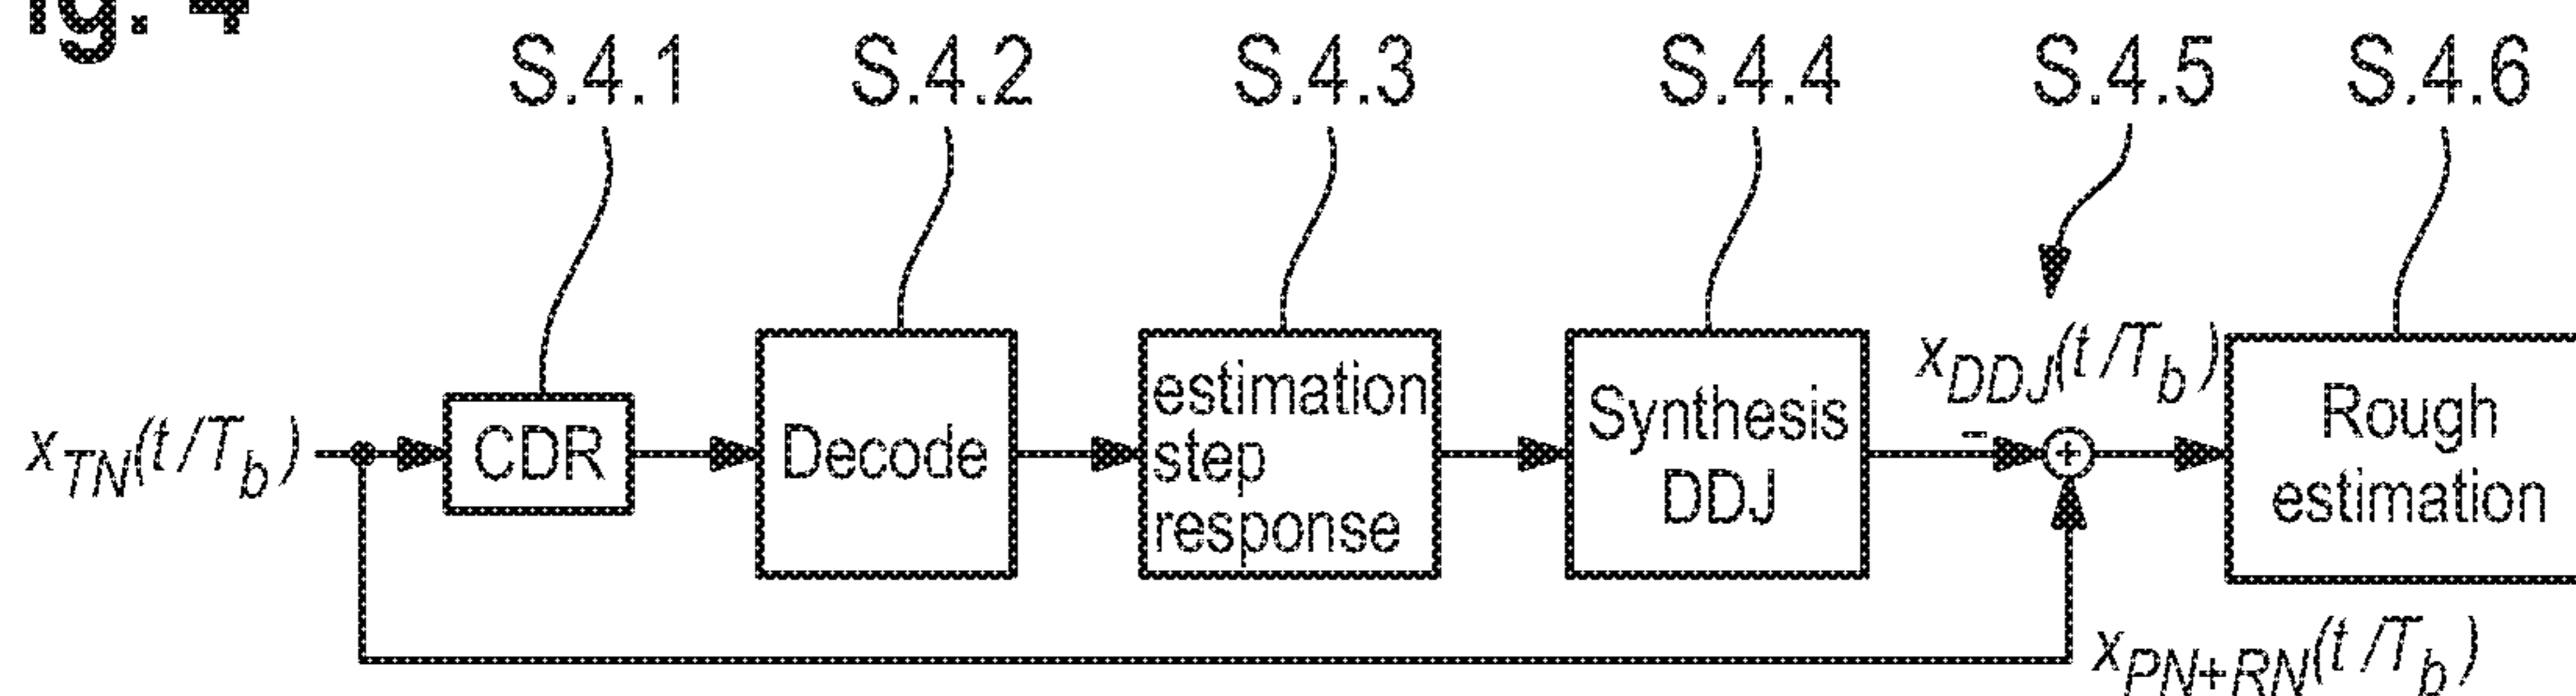 Fig. 4
S.4.1 S.4.2 S.4.3 S.4.4 S.4.5 S.4.6
x_TN(t/T_b)
CDR
Decode
estimation
step
response
Synthesis
DDJ
x_DDJ(t/T_b)
-
+
Rough
estimation
x_PN+RN(t/T_b)